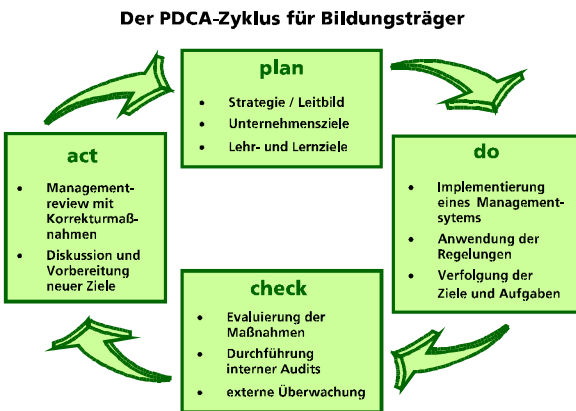 Der PDCA-Zyklus für Bildungsträger
plan
• Strategie / Leitbild
• Unternehmensziele
• Lehr- und Lernziele
do
• Implementierung
eines Management-
sytems
• Anwendung der
Regelungen
• Verfolgung der
Ziele und Aufgaben
check
• Evaluierung der
Maßnahmen
• Durchführung
interner Audits
• externe Überwachung
act
• Management-
review mit
Korrekturmaß-
nahmen
• Diskussion und
Vorbereitung
neuer Ziele